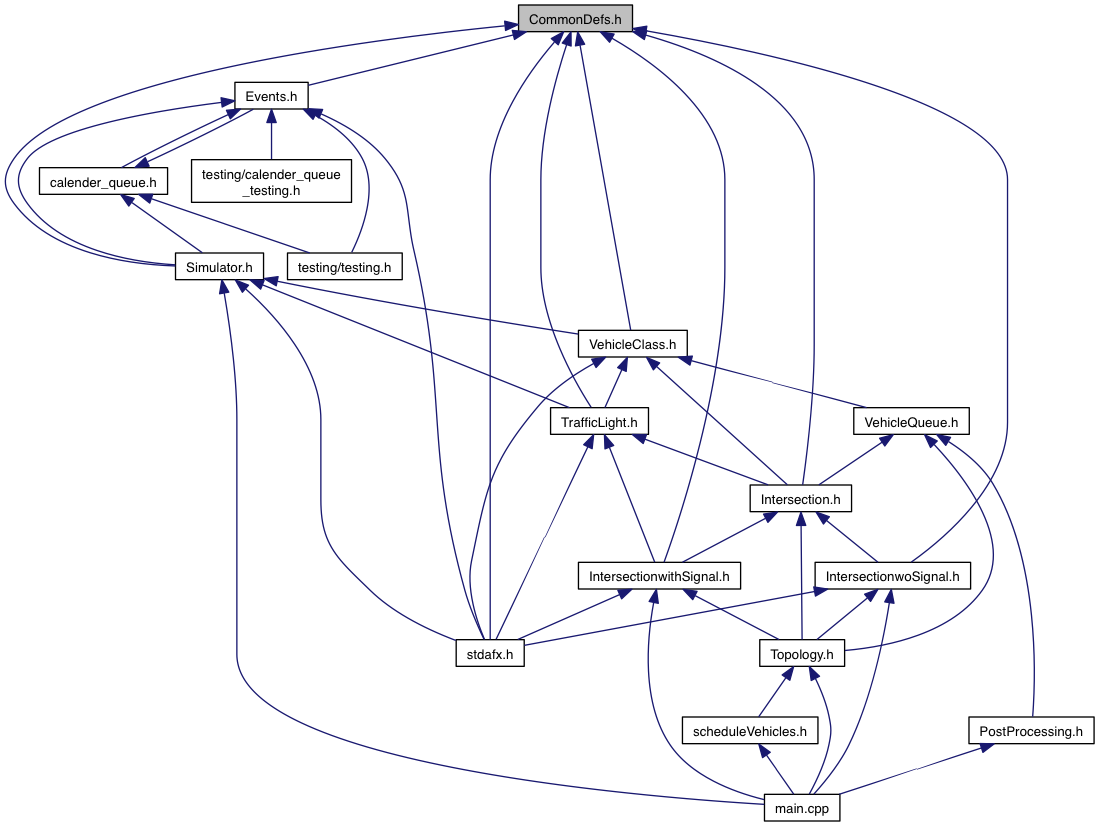 CommonDefs.h
Events.h
testing/calender_queue
_testing.h
calender_queue.h
Simulator.h
testing/testing.h
VehicleClass.h
TrafficLight.h
VehicleQueue.h
Intersection.h
IntersectionwithSignal.h
IntersectionwoSignal.h
stdafx.h
Topology.h
scheduleVehicles.h
PostProcessing.h
main.cpp